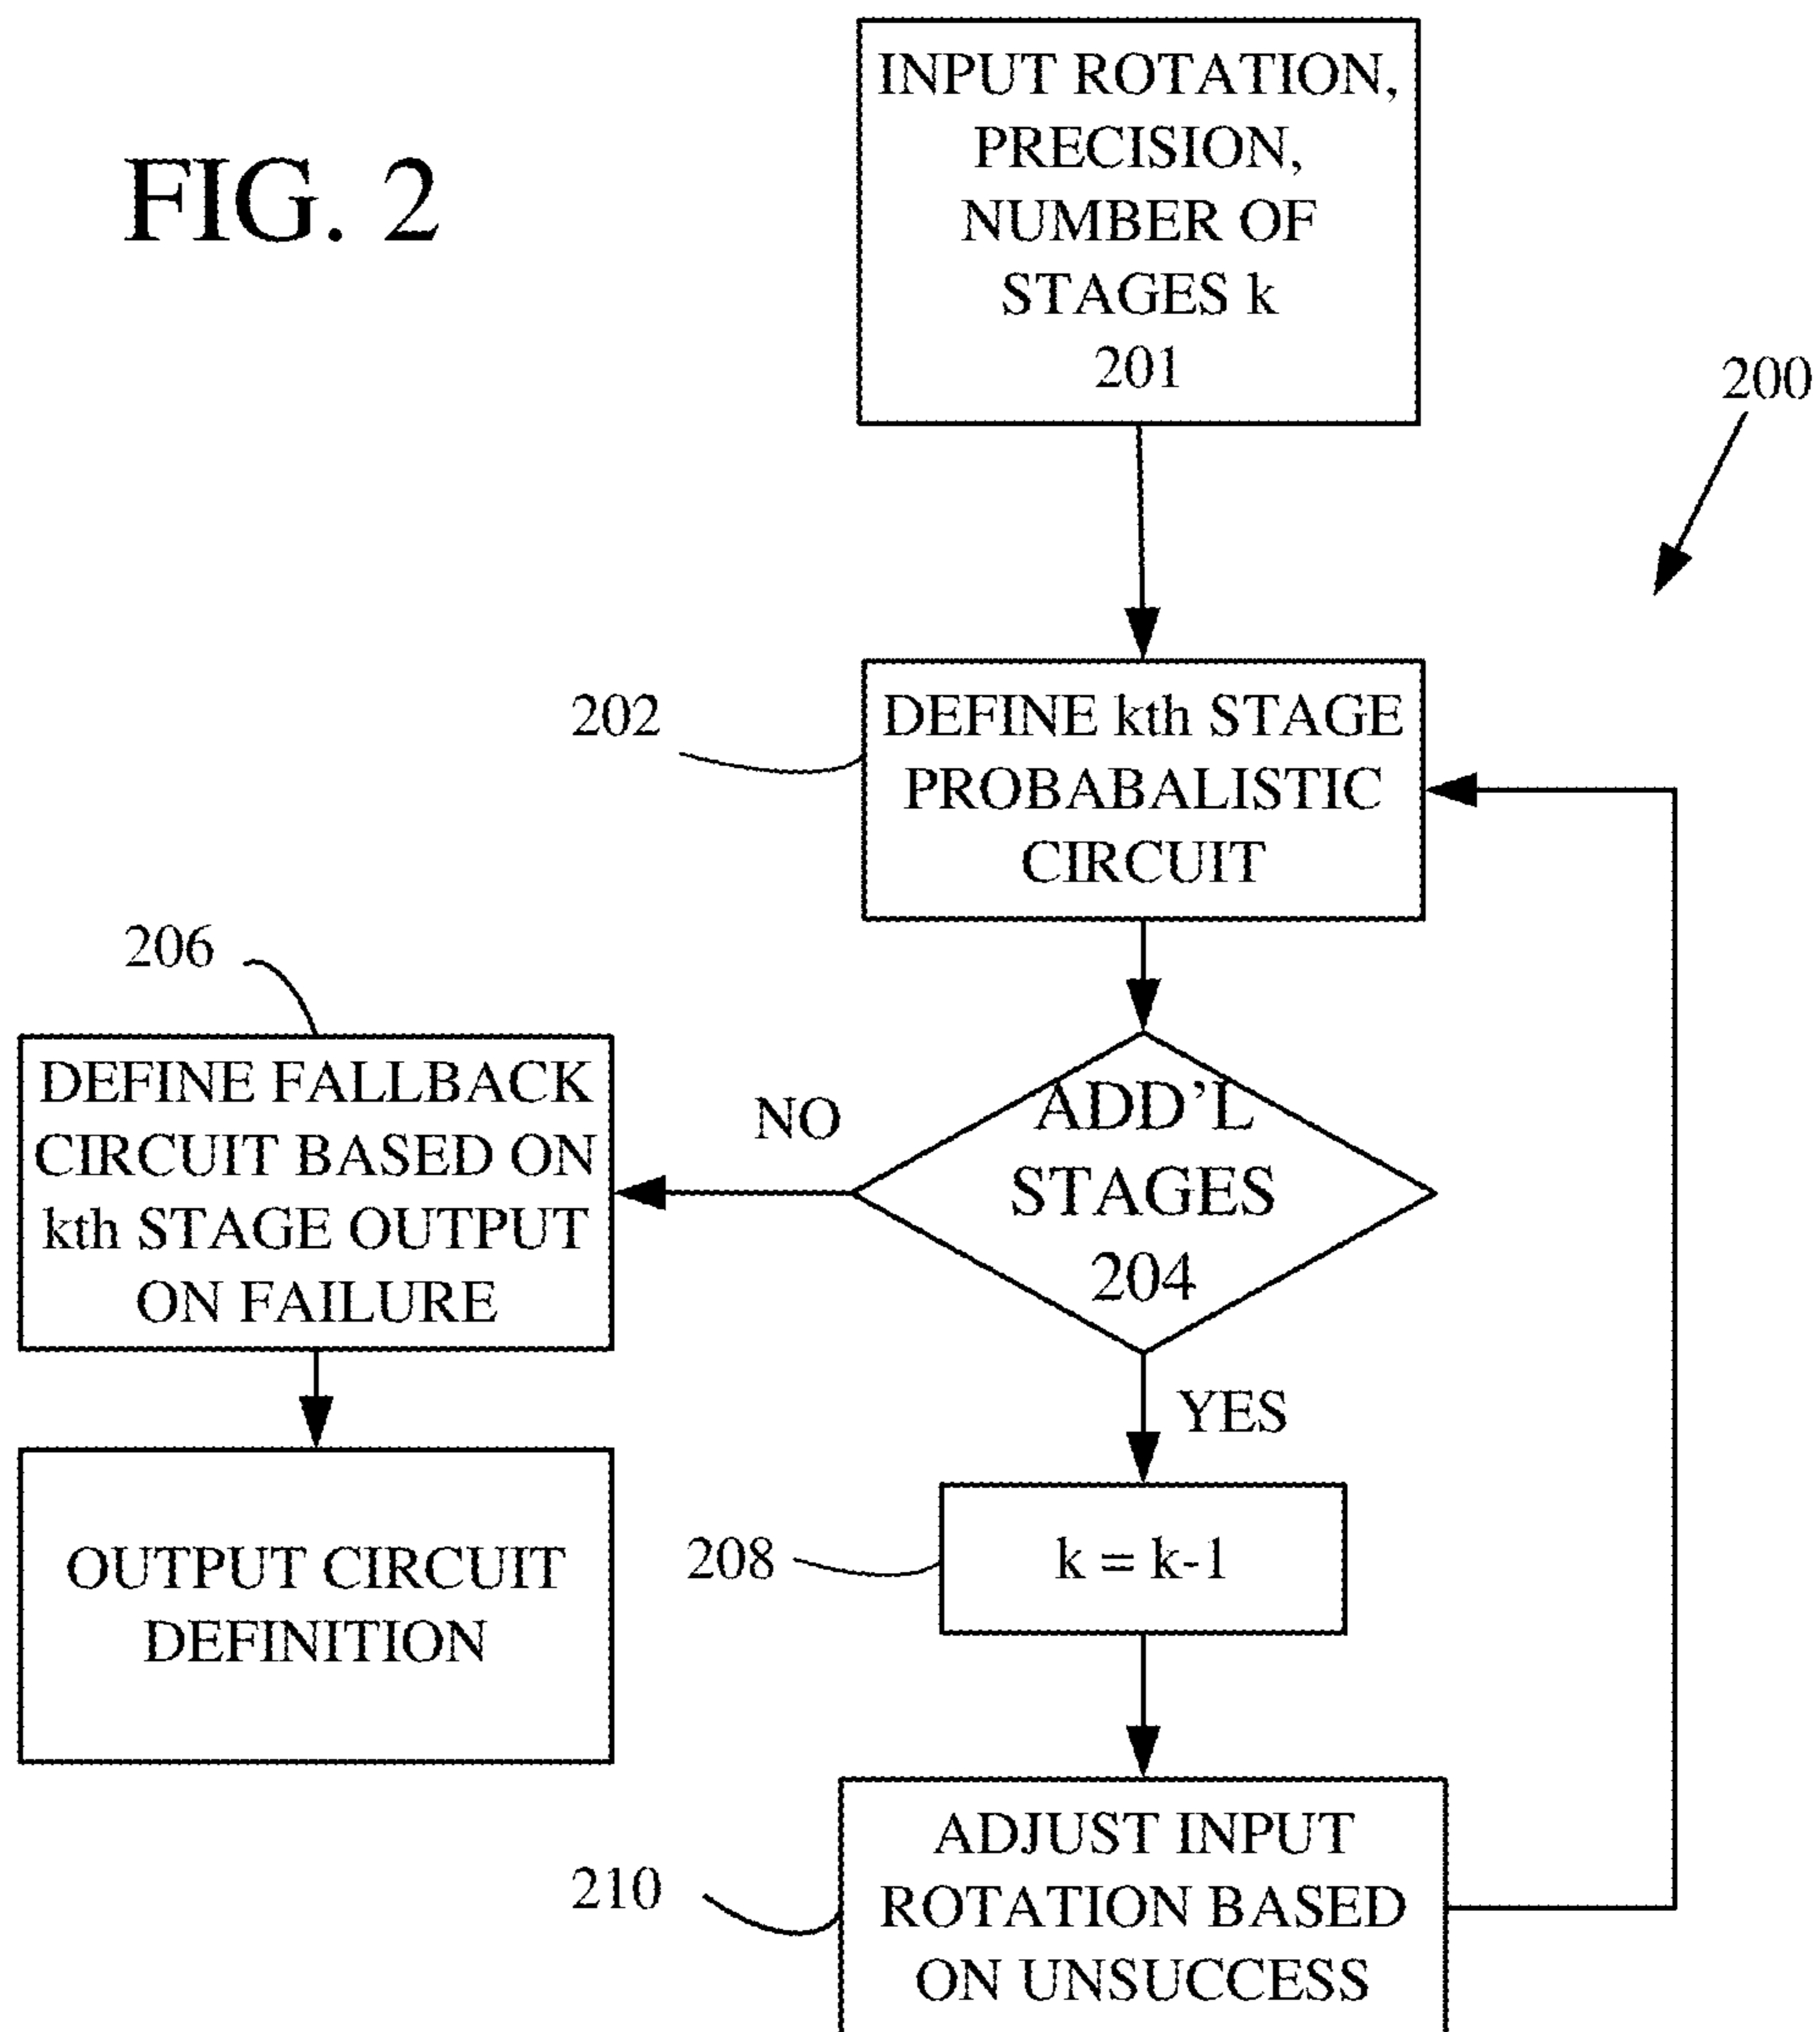 FIG. 2
INPUT ROTATION,
PRECISION,
NUMBER OF
STAGES k
201
200
202
DEFINE kth STAGE
PROBABALISTIC
CIRCUIT
206
DEFINE FALLBACK
CIRCUIT BASED ON
kth STAGE OUTPUT
ON FAILURE
NO
ADD'L
STAGES
204
YES
OUTPUT CIRCUIT
DEFINITION
208
k = k-1
210
ADJUST INPUT
ROTATION BASED
ON UNSUCCESS